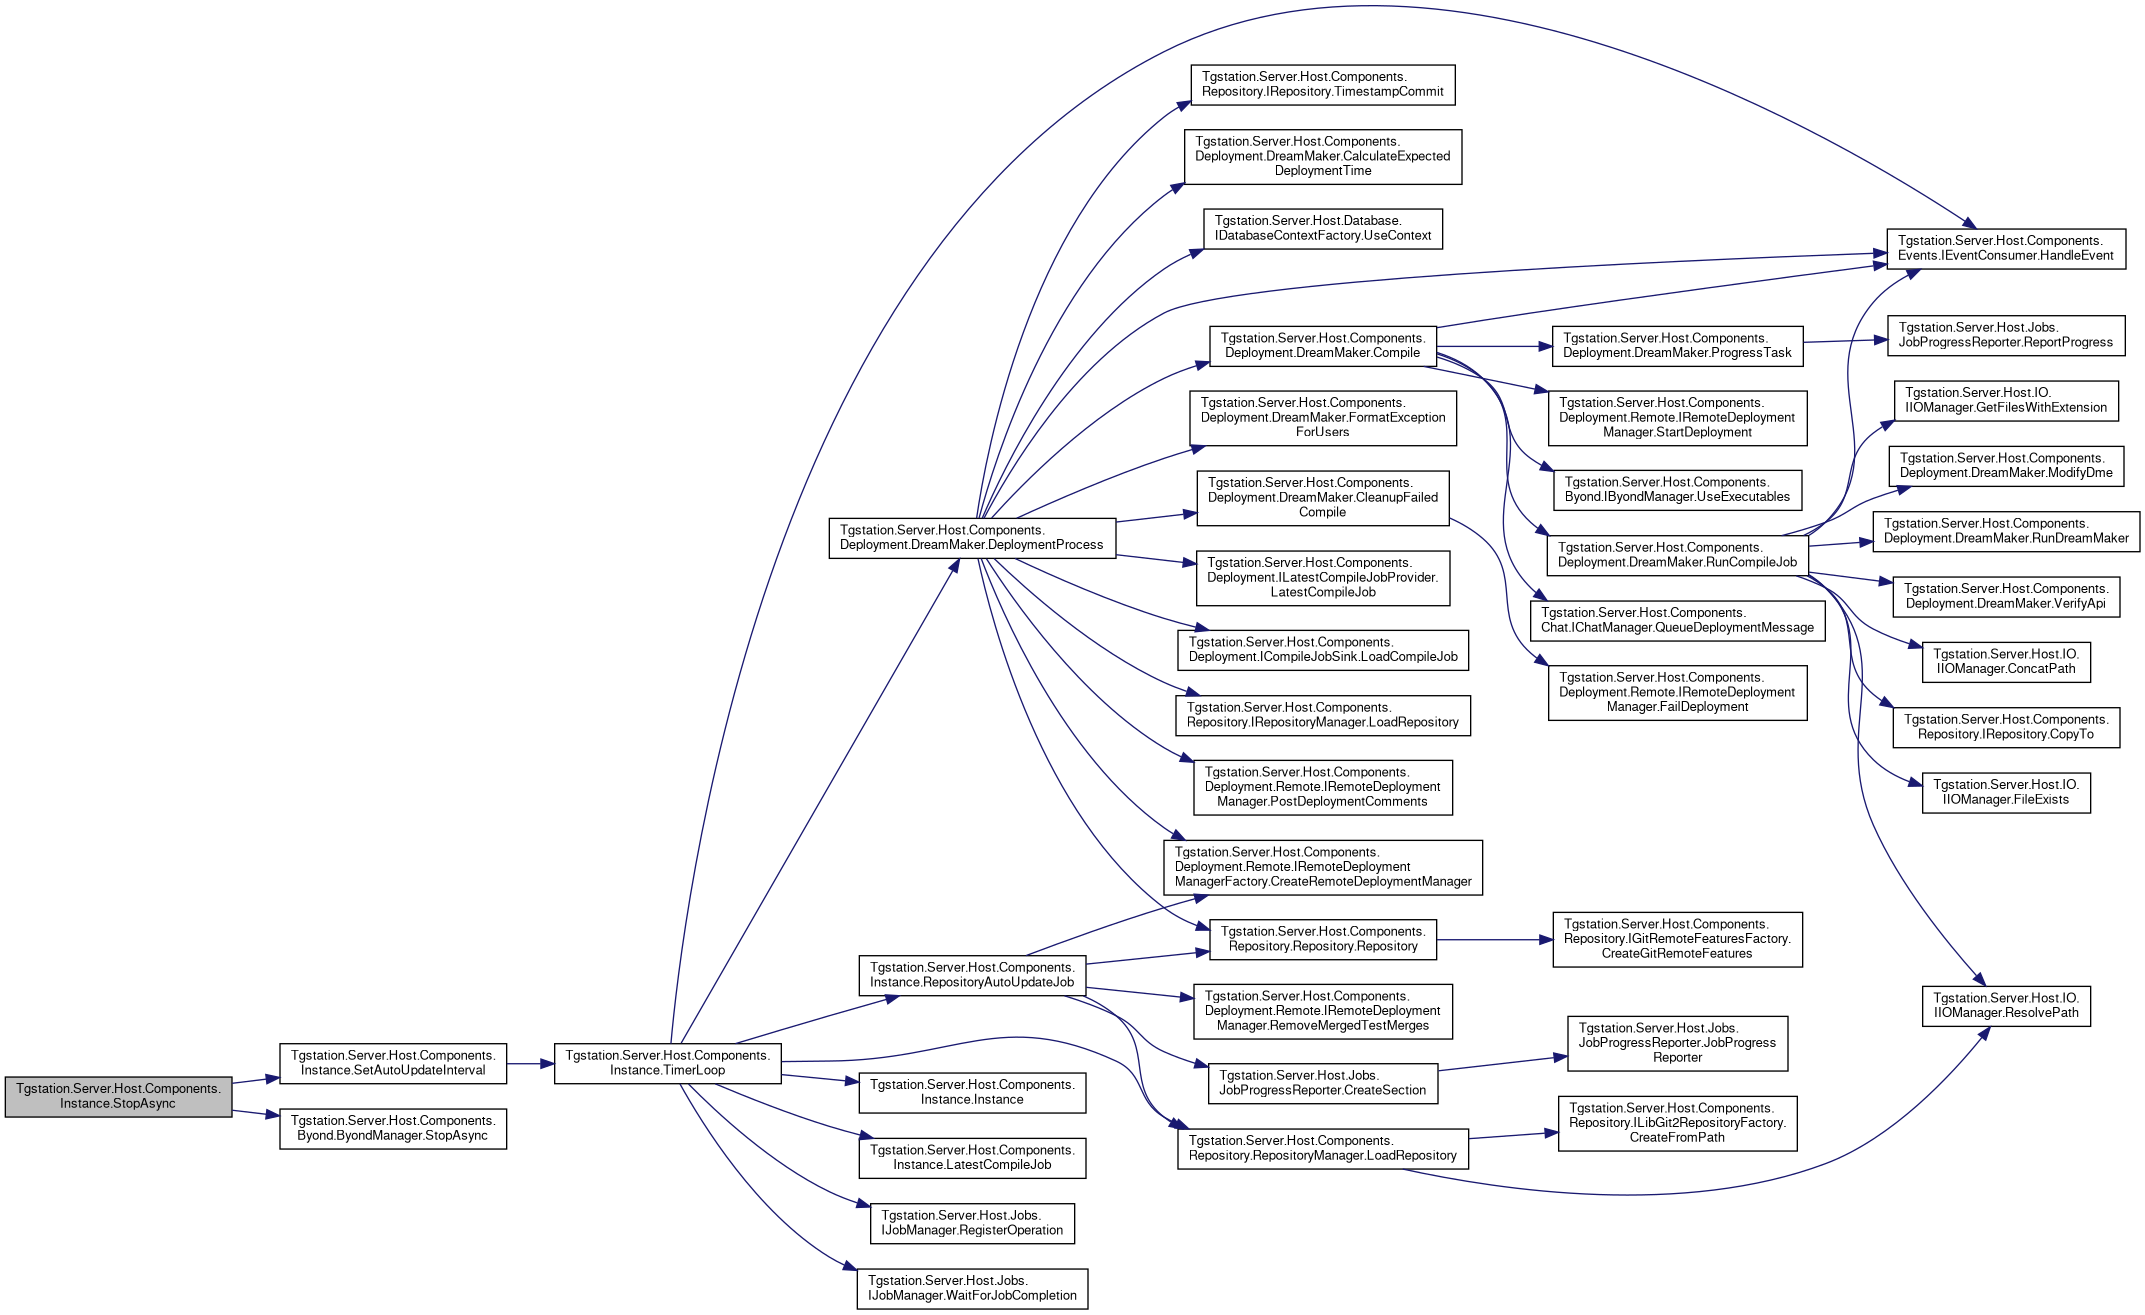 Tgstation.Server.Host.Components.
Instance.StopAsync
Tgstation.Server.Host.Components.
Instance.SetAutoUpdateInterval
Tgstation.Server.Host.Components.
Byond.ByondManager.StopAsync
Tgstation.Server.Host.Components.
Instance.TimerLoop
Tgstation.Server.Host.Components.
Deployment.DreamMaker.DeploymentProcess
Tgstation.Server.Host.Components.
Instance.RepositoryAutoUpdateJob
Tgstation.Server.Host.Components.
Instance.Instance
Tgstation.Server.Host.Components.
Instance.LatestCompileJob
Tgstation.Server.Host.Jobs.
IJobManager.RegisterOperation
Tgstation.Server.Host.Jobs.
IJobManager.WaitForJobCompletion
Tgstation.Server.Host.Components.
Repository.IRepository.TimestampCommit
Tgstation.Server.Host.Components.
Deployment.DreamMaker.CalculateExpected
DeploymentTime
Tgstation.Server.Host.Database.
IDatabaseContextFactory.UseContext
Tgstation.Server.Host.Components.
Deployment.DreamMaker.Compile
Tgstation.Server.Host.Components.
Deployment.DreamMaker.FormatException
ForUsers
Tgstation.Server.Host.Components.
Deployment.DreamMaker.CleanupFailed
Compile
Tgstation.Server.Host.Components.
Deployment.ILatestCompileJobProvider.
LatestCompileJob
Tgstation.Server.Host.Components.
Deployment.ICompileJobSink.LoadCompileJob
Tgstation.Server.Host.Components.
Repository.IRepositoryManager.LoadRepository
Tgstation.Server.Host.Components.
Deployment.Remote.IRemoteDeployment
Manager.PostDeploymentComments
Tgstation.Server.Host.Components.
Deployment.Remote.IRemoteDeployment
ManagerFactory.CreateRemoteDeploymentManager
Tgstation.Server.Host.Components.
Repository.Repository.Repository
Tgstation.Server.Host.Components.
Deployment.Remote.IRemoteDeployment
Manager.RemoveMergedTestMerges
Tgstation.Server.Host.Jobs.
JobProgressReporter.CreateSection
Tgstation.Server.Host.Components.
Repository.RepositoryManager.LoadRepository
Tgstation.Server.Host.Components.
Deployment.DreamMaker.ProgressTask
Tgstation.Server.Host.Components.
Deployment.Remote.IRemoteDeployment
Manager.StartDeployment
Tgstation.Server.Host.Components.
Byond.IByondManager.UseExecutables
Tgstation.Server.Host.Components.
Deployment.DreamMaker.RunCompileJob
Tgstation.Server.Host.Components.
Chat.IChatManager.QueueDeploymentMessage
Tgstation.Server.Host.Components.
Deployment.Remote.IRemoteDeployment
Manager.FailDeployment
Tgstation.Server.Host.Components.
Repository.IGitRemoteFeaturesFactory.
CreateGitRemoteFeatures
Tgstation.Server.Host.Jobs.
JobProgressReporter.JobProgress
Reporter
Tgstation.Server.Host.Components.
Repository.ILibGit2RepositoryFactory.
CreateFromPath
Tgstation.Server.Host.Components.
Events.IEventConsumer.HandleEvent
Tgstation.Server.Host.Jobs.
JobProgressReporter.ReportProgress
Tgstation.Server.Host.IO.
IIOManager.GetFilesWithExtension
Tgstation.Server.Host.Components.
Deployment.DreamMaker.ModifyDme
Tgstation.Server.Host.Components.
Deployment.DreamMaker.RunDreamMaker
Tgstation.Server.Host.Components.
Deployment.DreamMaker.VerifyApi
Tgstation.Server.Host.IO.
IIOManager.ConcatPath
Tgstation.Server.Host.Components.
Repository.IRepository.CopyTo
Tgstation.Server.Host.IO.
IIOManager.FileExists
Tgstation.Server.Host.IO.
IIOManager.ResolvePath